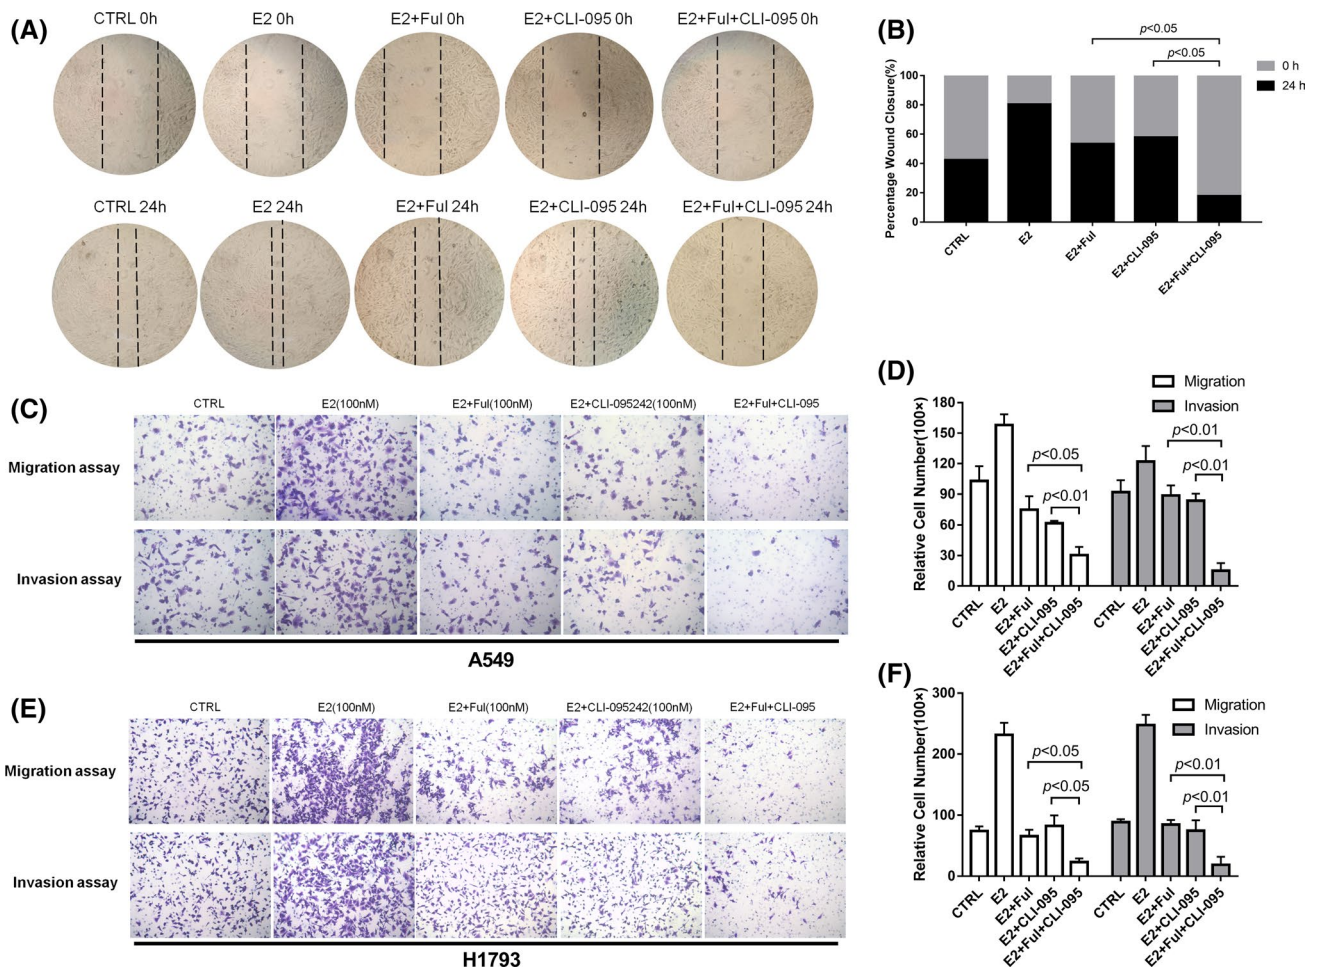 (A)
CTRL 0h
E2 0h
E2+Ful 0h
E2+CLI-095 0h
E2+Ful+CLI-095 0h
CTRL 24h
E2 24h
E2+Ful 24h
E2+CLI-095 24h
E2+Ful+CLI-095 24h
(B)
p<0.05
p<0.05
0 h
24 h
Percentage Wound Closure(%)
100
80
60
40
20
0
CTRL
E2
E2+Ful
E2+CLI-095
E2+Ful+CLI-095
(C)
CTRL
E2(100nM)
E2+Ful(100nM)
E2+CLI-095242(100nM)
E2+Ful+CLI-095
Migration assay
Invasion assay
A549
(D)
Migration
Invasion
Relative Cell Number(100×)
180
150
120
90
60
30
0
p<0.05
p<0.01
p<0.01
p<0.01
CTRL
E2
E2+Ful
E2+CLI-095
E2+Ful+CLI-095
CTRL
E2
E2+Ful
E2+CLI-095
E2+Ful+CLI-095
(E)
CTRL
E2(100nM)
E2+Ful(100nM)
E2+CLI-095242(100nM)
E2+Ful+CLI-095
Migration assay
Invasion assay
H1793
(F)
Migration
Invasion
Relative Cell Number(100×)
300
200
100
0
p<0.05
p<0.05
p<0.01
p<0.01
CTRL
E2
E2+Ful
E2+CLI-095
E2+Ful+CLI-095
CTRL
E2
E2+Ful
E2+CLI-095
E2+Ful+CLI-095